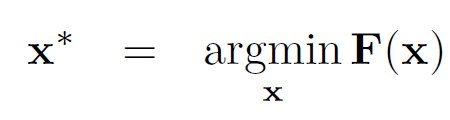 x* = argmin F(x)
x